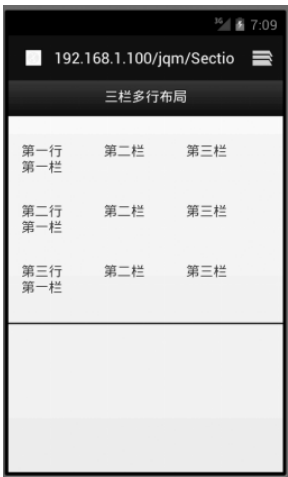 3G 7:09
192.168.1.100/jqm/Sectio
三栏多行布局
第一行 第二栏 第三栏
第一栏
第二行 第二栏 第三栏
第一栏
第三行 第二栏 第三栏
第一栏